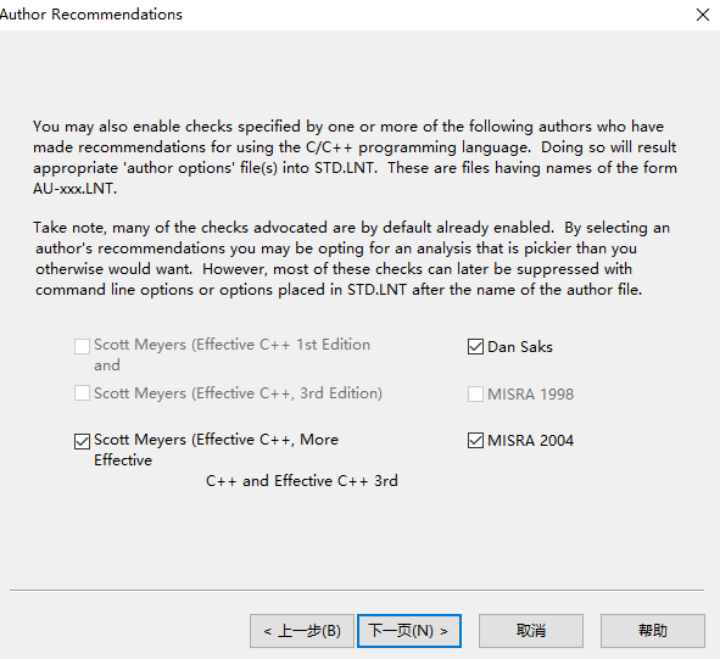 Author Recommendations
You may also enable checks specified by one or more of the following authors who have
made recommendations for using the C/C++ programming language.  Doing so will result
appropriate 'author options' file(s) into STD.LNT.  These are files having names of the form
AU-xxx.LNT.
Take note, many of the checks advocated are by default already enabled.  By selecting an
author's recommendations you may be opting for an analysis that is pickier than you
otherwise would want.  However, most of these checks can later be suppressed with
command line options or options placed in STD.LNT after the name of the author file.
Scott Meyers (Effective C++ 1st Edition
and
Dan Saks
Scott Meyers (Effective C++, 3rd Edition)
MISRA 1998
Scott Meyers (Effective C++, More
Effective
C++ and Effective C++ 3rd
MISRA 2004
< 上一步(B)
下一页(N) >
取消
帮助